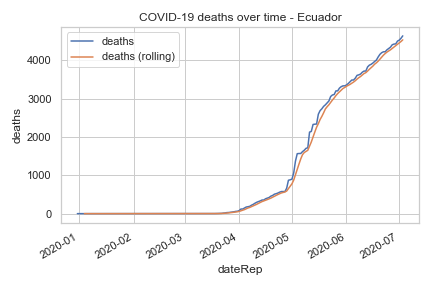 COVID-19 deaths over time - Ecuador
deaths
deaths (rolling)
4000
3000
2000
1000
0
deaths
2020-01
2020-02
2020-03
2020-04
2020-05
2020-06
2020-07
dateRep